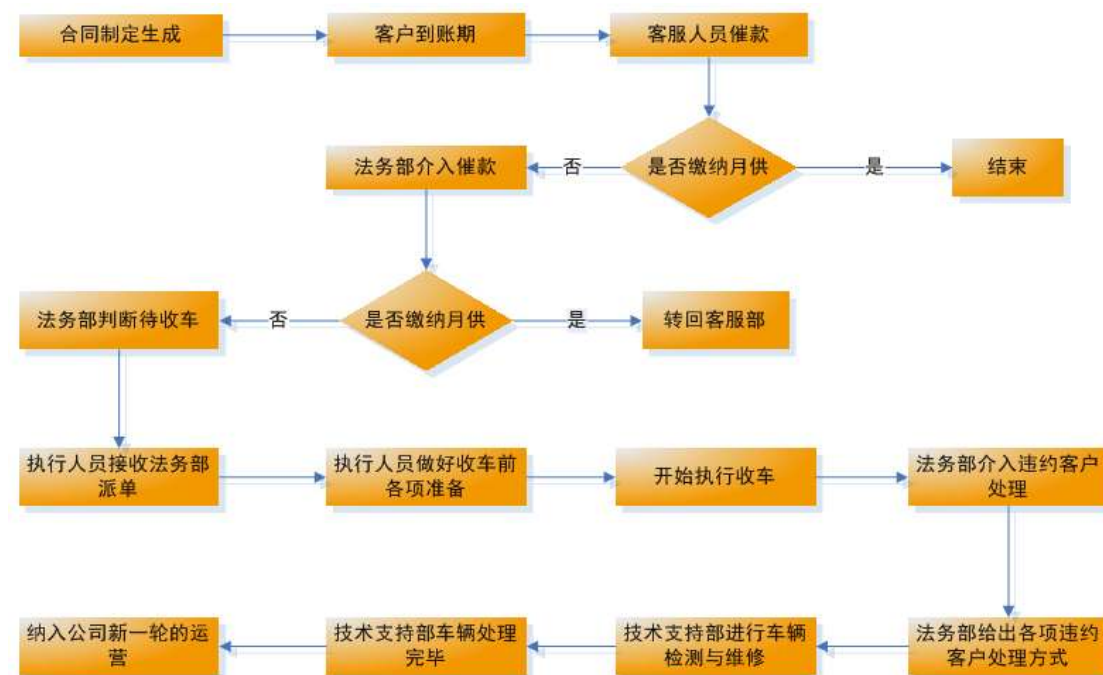 合同制定生成
客户到账期
客服人员催款
法务部介入催款
否
是否缴纳月供
是
结束
法务部判断待收车
否
是否缴纳月供
是
转回客服部
执行人员接收法务部
派单
执行人员做好收车前
各项准备
开始执行收车
法务部介入违约客户
处理
纳入公司新一轮的运
营
技术支持部车辆处理
完毕
技术支持部进行车辆
检测与维修
法务部给出各项违约
客户处理方式